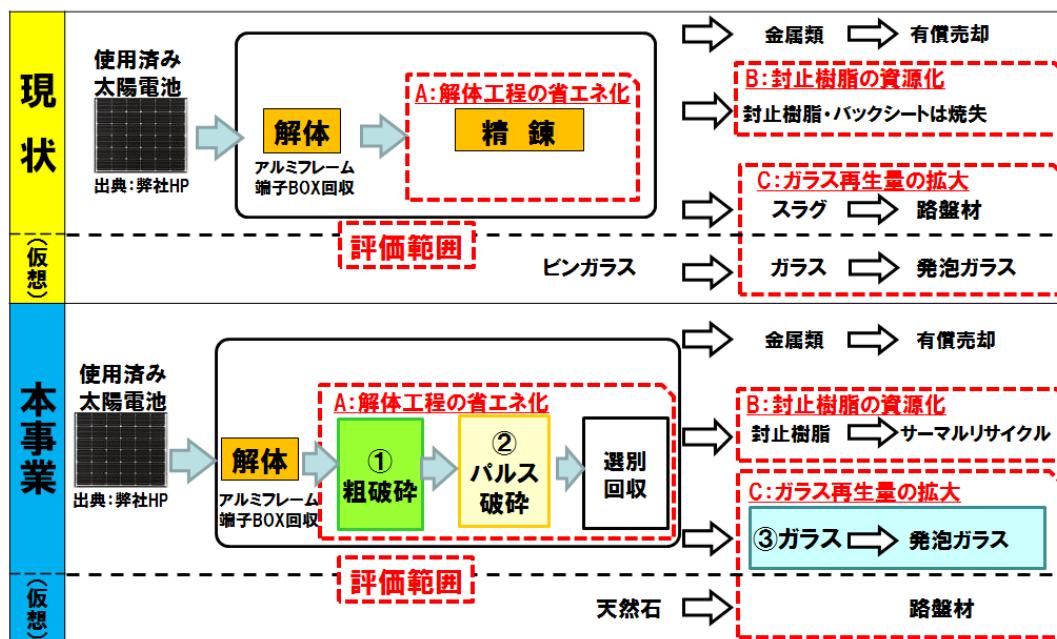 現状
使用済み
太陽電池
出典:弊社HP
解体
アルミフレーム
端子BOX回収
A:解体工程の省エネ化
精錬
金属類
有償売却
B:封止樹脂の資源化
封止樹脂・バックシートは焼失
C:ガラス再生量の拡大
スラグ
路盤材
評価範囲
(仮想)
ビンガラス
ガラス
発泡ガラス
本事業
使用済み
太陽電池
出典:弊社HP
解体
アルミフレーム
端子BOX回収
A:解体工程の省エネ化
①
粗破砕
②
パルス
破砕
選別
回収
金属類
有償売却
B:封止樹脂の資源化
封止樹脂
サーマルリサイクル
C:ガラス再生量の拡大
③ガラス
発泡ガラス
評価範囲
(仮想)
天然石
路盤材